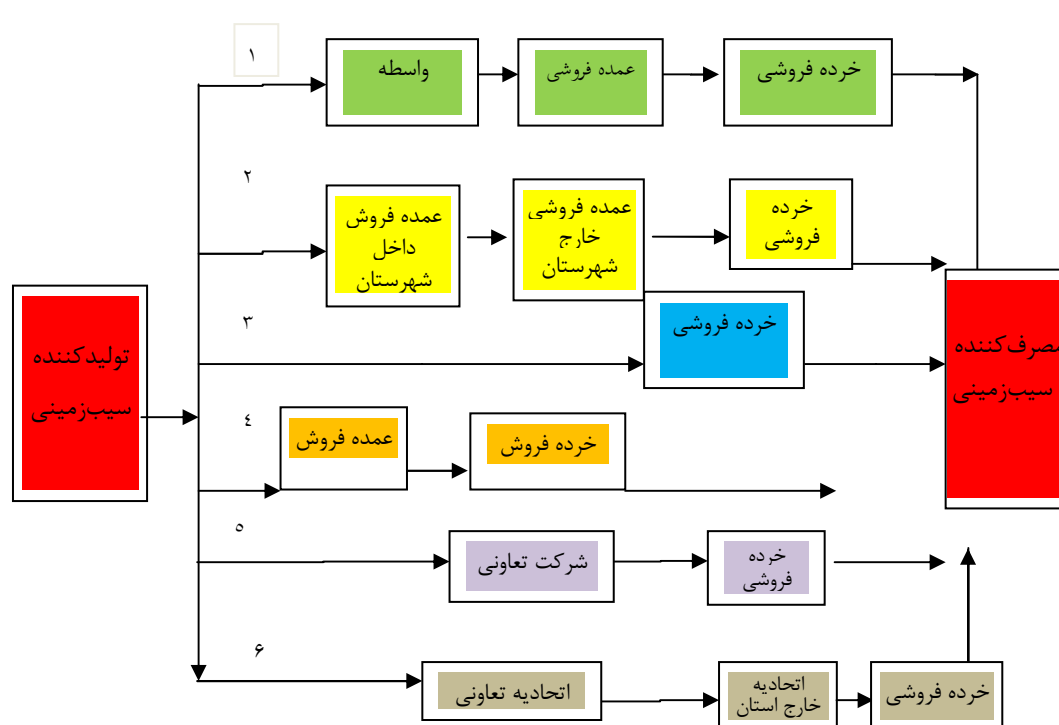 ۱
واسطه
عمده فروشی
خرده فروشی
۲
عمده فروش
داخل
شهرستان
عمده فروشی
خارج
شهرستان
خرده
فروشی
۳
خرده فروشی
تولیدکننده
سیب‌زمینی
مصرف‌کننده
سیب‌زمینی
٤
عمده فروش
خرده فروش
٥
شرکت تعاونی
خرده
فروشی
۶
اتحادیه تعاونی
اتحادیه
خارج استان
خرده فروشی